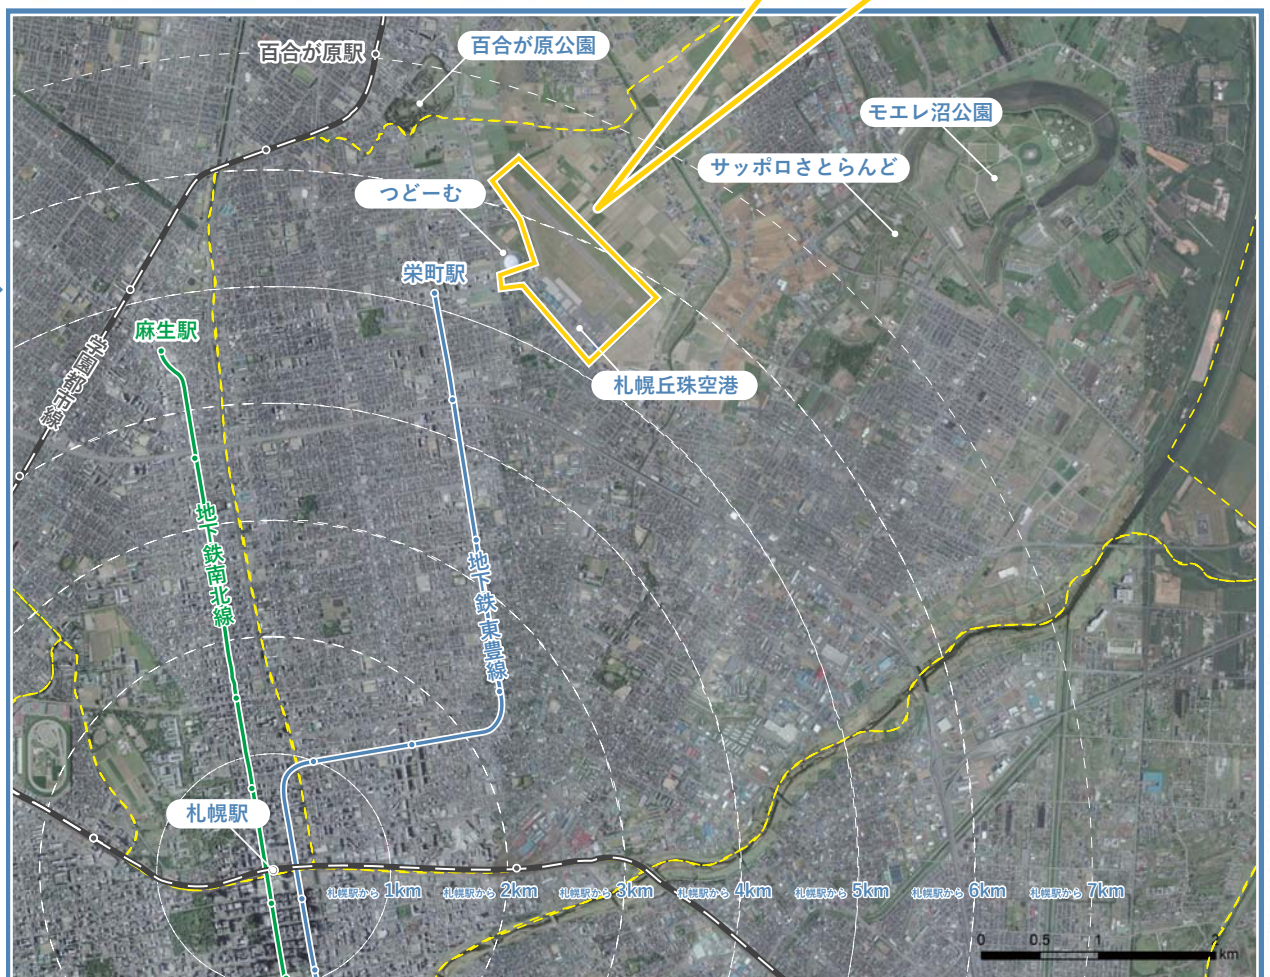 百合が原駅
百合が原公園
モエレ沼公園
サッポロさとらんど
つどーむ
栄町駅
麻生駅
学園都市線
札幌丘珠空港
地下鉄南北線
地下鉄東豊線
札幌駅
札幌駅から 1km
札幌駅から 2km
札幌駅から 3km
札幌駅から 4km
札幌駅から 5km
札幌駅から 6km
札幌駅から 7km
0 0.5 1 2 km